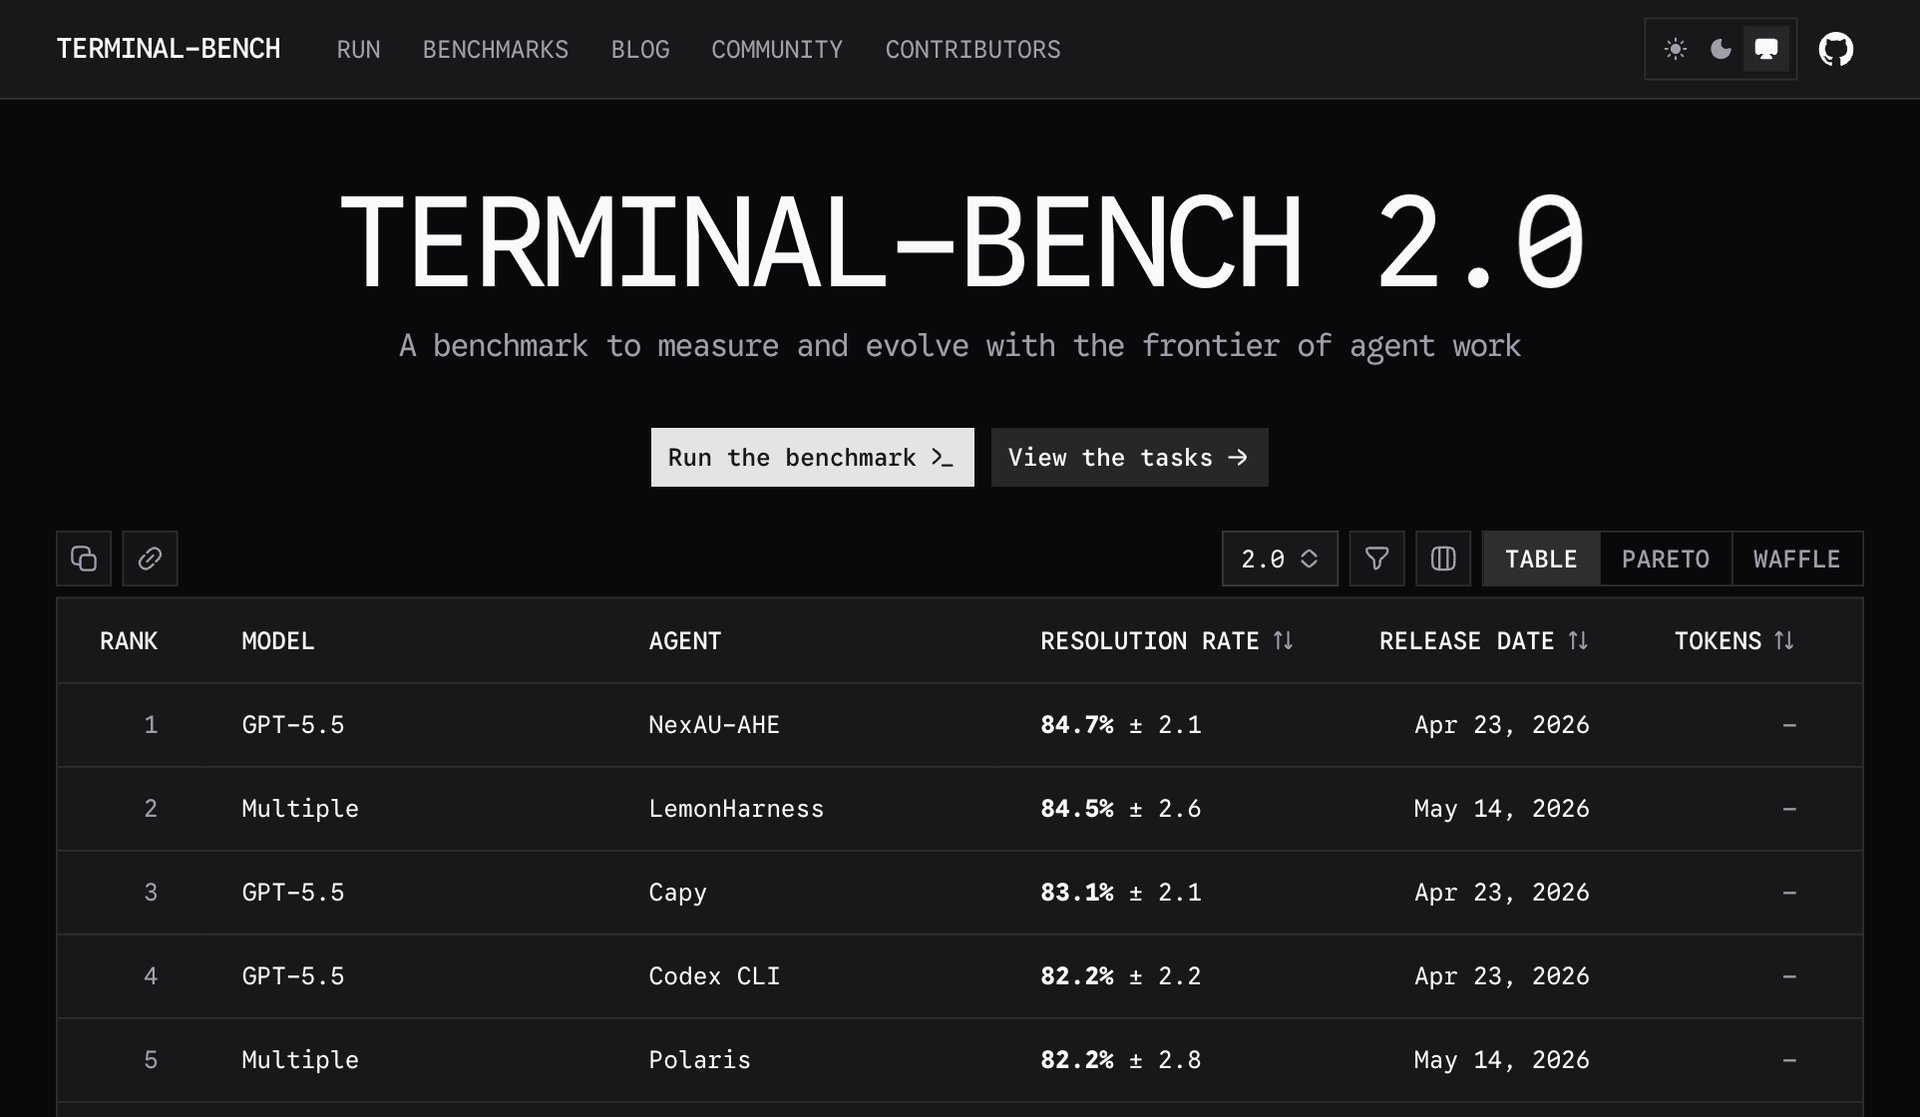 TERMINAL-BENCH RUN BENCHMARKS BLOG COMMUNITY CONTRIBUTORS
TERMINAL-BENCH 2.0
A benchmark to measure and evolve with the frontier of agent work
Run the benchmark >_ View the tasks →
2.0 TABLE PARETO WAFFLE
RANK MODEL AGENT RESOLUTION RATE ↑↓ RELEASE DATE ↑↓ TOKENS ↑↓
1 GPT-5.5 NexAU-AHE 84.7% ± 2.1 Apr 23, 2026 —
2 Multiple LemonHarness 84.5% ± 2.6 May 14, 2026 —
3 GPT-5.5 Capy 83.1% ± 2.1 Apr 23, 2026 —
4 GPT-5.5 Codex CLI 82.2% ± 2.2 Apr 23, 2026 —
5 Multiple Polaris 82.2% ± 2.8 May 14, 2026 —